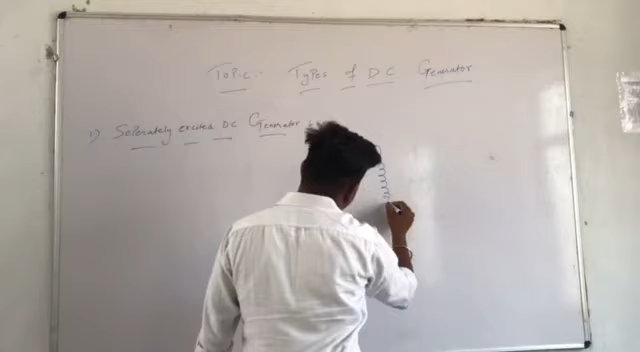 Topic:- Types of DC Generator
1) Seperately excited DC Generator